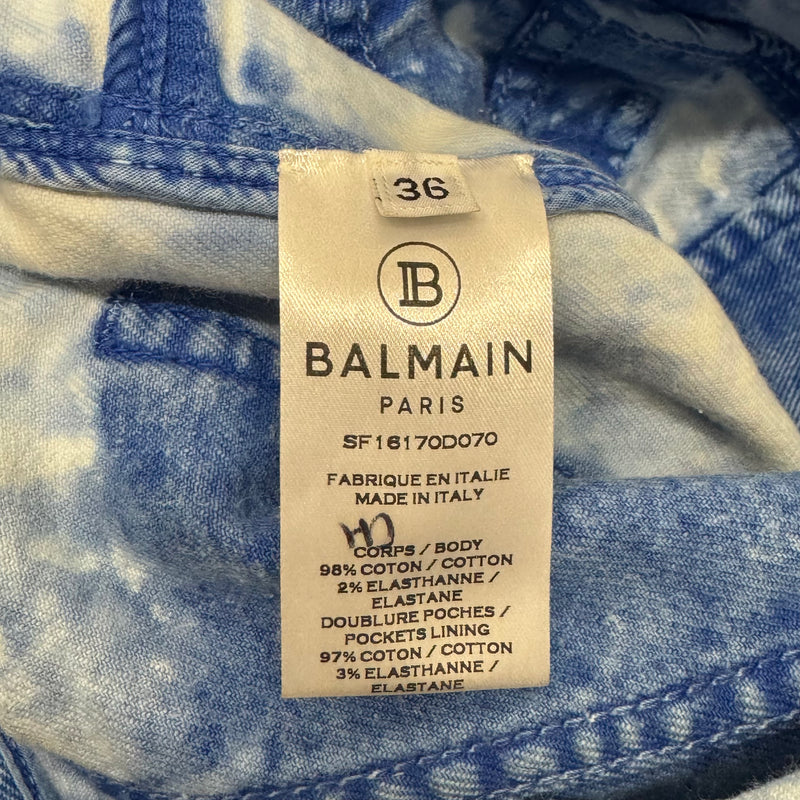 36
B
BALMAIN
PARIS
SF16170D070
FABRIQUE EN ITALIE
MADE IN ITALY
HD
CORPS / BODY
98% COTON / COTTON
2% ELASTHANNE /
ELASTANE
DOUBLURE POCHES /
POCKETS LINING
97% COTON / COTTON
3% ELASTHANNE /
ELASTANE